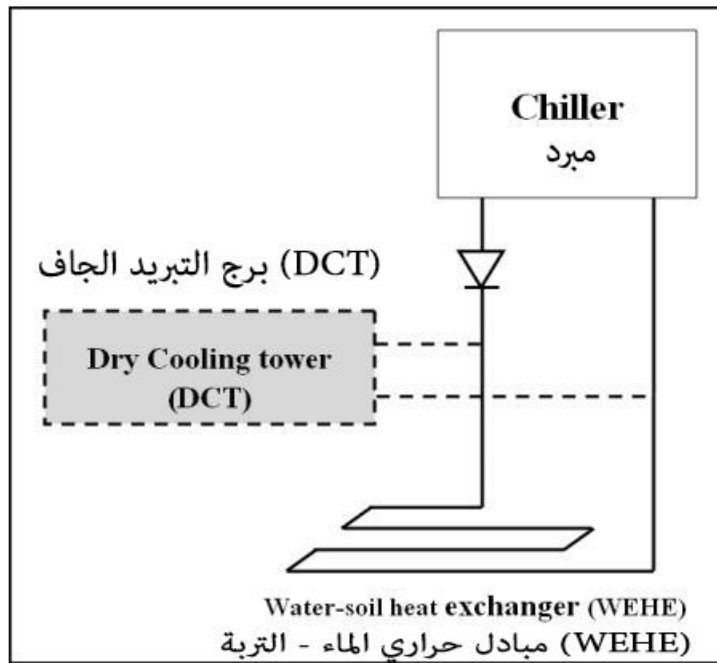 Chiller
مبرد
برج التبريد الجاف (DCT)
Dry Cooling tower
(DCT)
Water-soil heat exchanger (WEHE)
مبادل حراري الماء - التربة (WEHE)